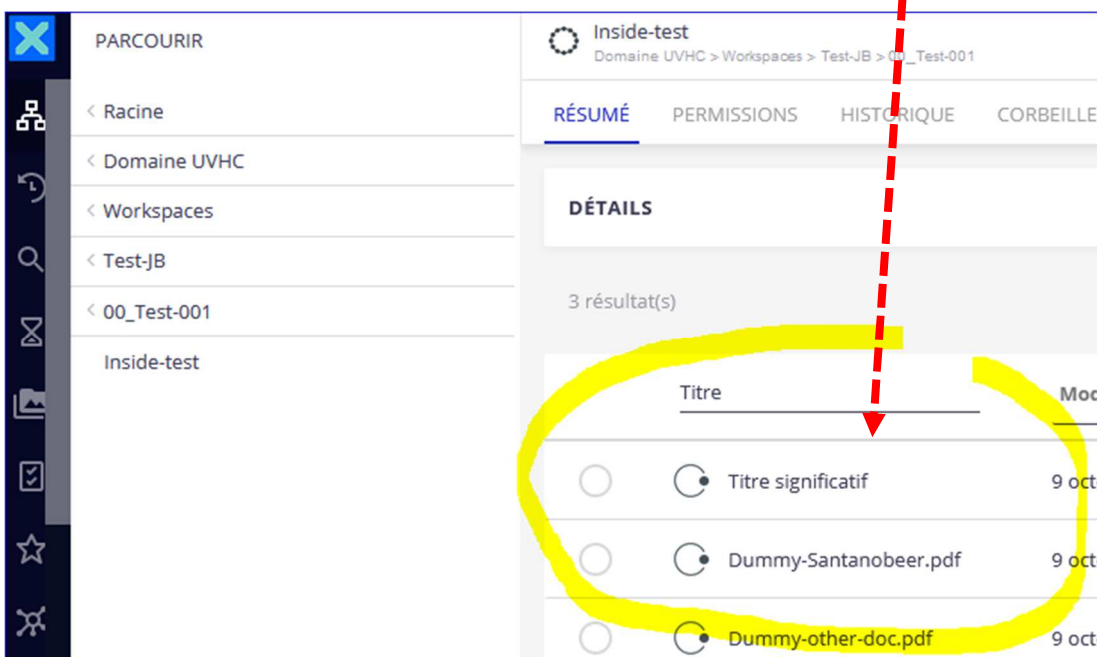 PARCOURIR
Racine
Domaine UVHC
Workspaces
Test-JB
00_Test-001
Inside-test
Inside-test
Domaine UVHC > Workspaces > Test-JB > 00_Test-001
RÉSUMÉ PERMISSIONS HISTORIQUE CORBEILLE
DÉTAILS
3 résultat(s)
Titre Mod
Titre significatif 9 oct
Dummy-Santanobeer.pdf 9 oct
Dummy-other-doc.pdf 9 oct